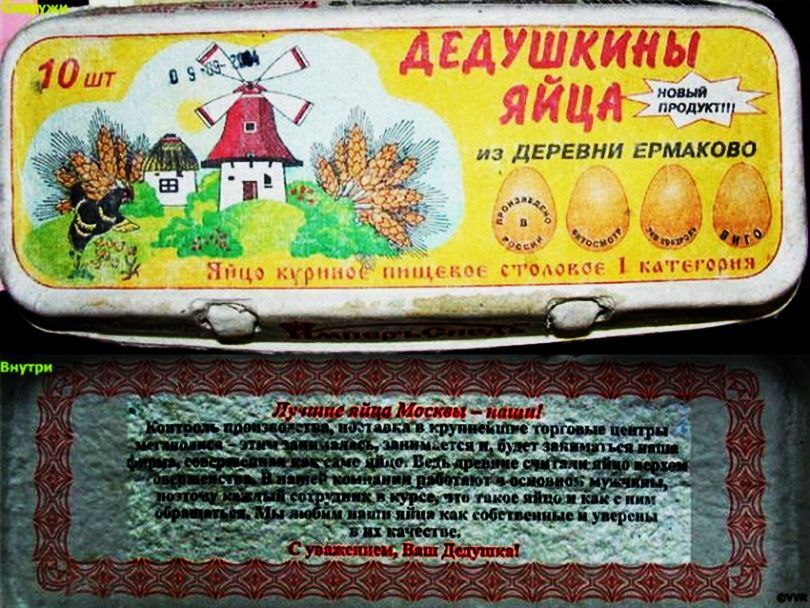 Снаружи
10 шт
09-09-2004
ДЕДУШКИНЫ
ЯЙЦА
НОВЫЙ
ПРОДУКТ!!!
ИЗ ДЕРЕВНИ ЕРМАКОВО
ПРОИЗВЕДЕНО
В
РОССИИ
ВЕТОСМОТР
ЭКО КОНТРОЛЬ
ВИГО
Яйцо куриное пищевое столовое 1 категория
Внутри
Лучшие яйца Москвы – наши!
Контроль производства, поставка в крупнейшие торговые центры
мегаполиса – этим занималась, занимается и, будет заниматься наша
фирма, совершенная как само яйцо. Ведь древние считали яйцо верхом
совершенства. В нашей компании работают в основном мужчины,
поэтому каждый сотрудник в курсе, что такое яйцо и как с ним
обращаться. Мы любим наши яйца как собственные и уверены
в их качестве.
С уважением, Ваш Дедушка!